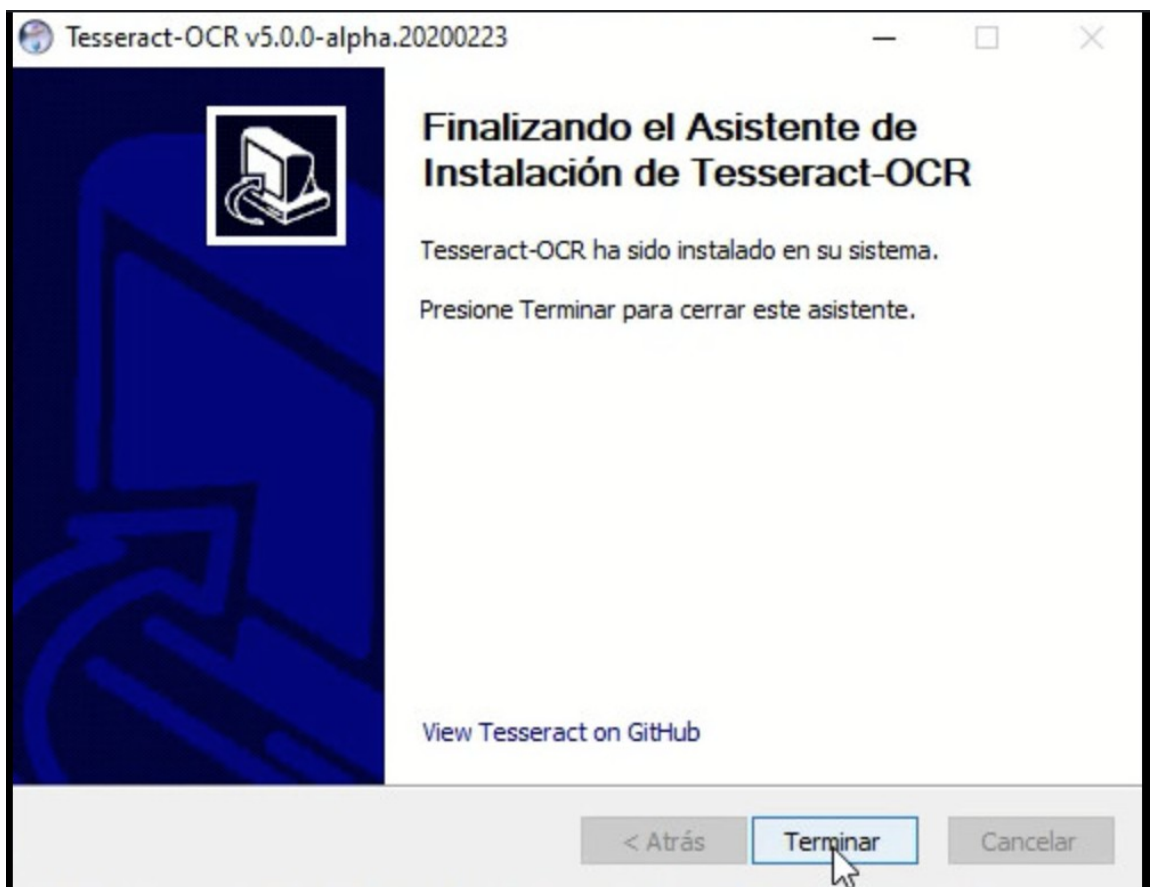 Tesseract-OCR v5.0.0-alpha.20200223
Finalizando el Asistente de
Instalación de Tesseract-OCR
Tesseract-OCR ha sido instalado en su sistema.
Presione Terminar para cerrar este asistente.
View Tesseract on GitHub
< Atrás Terminar Cancelar